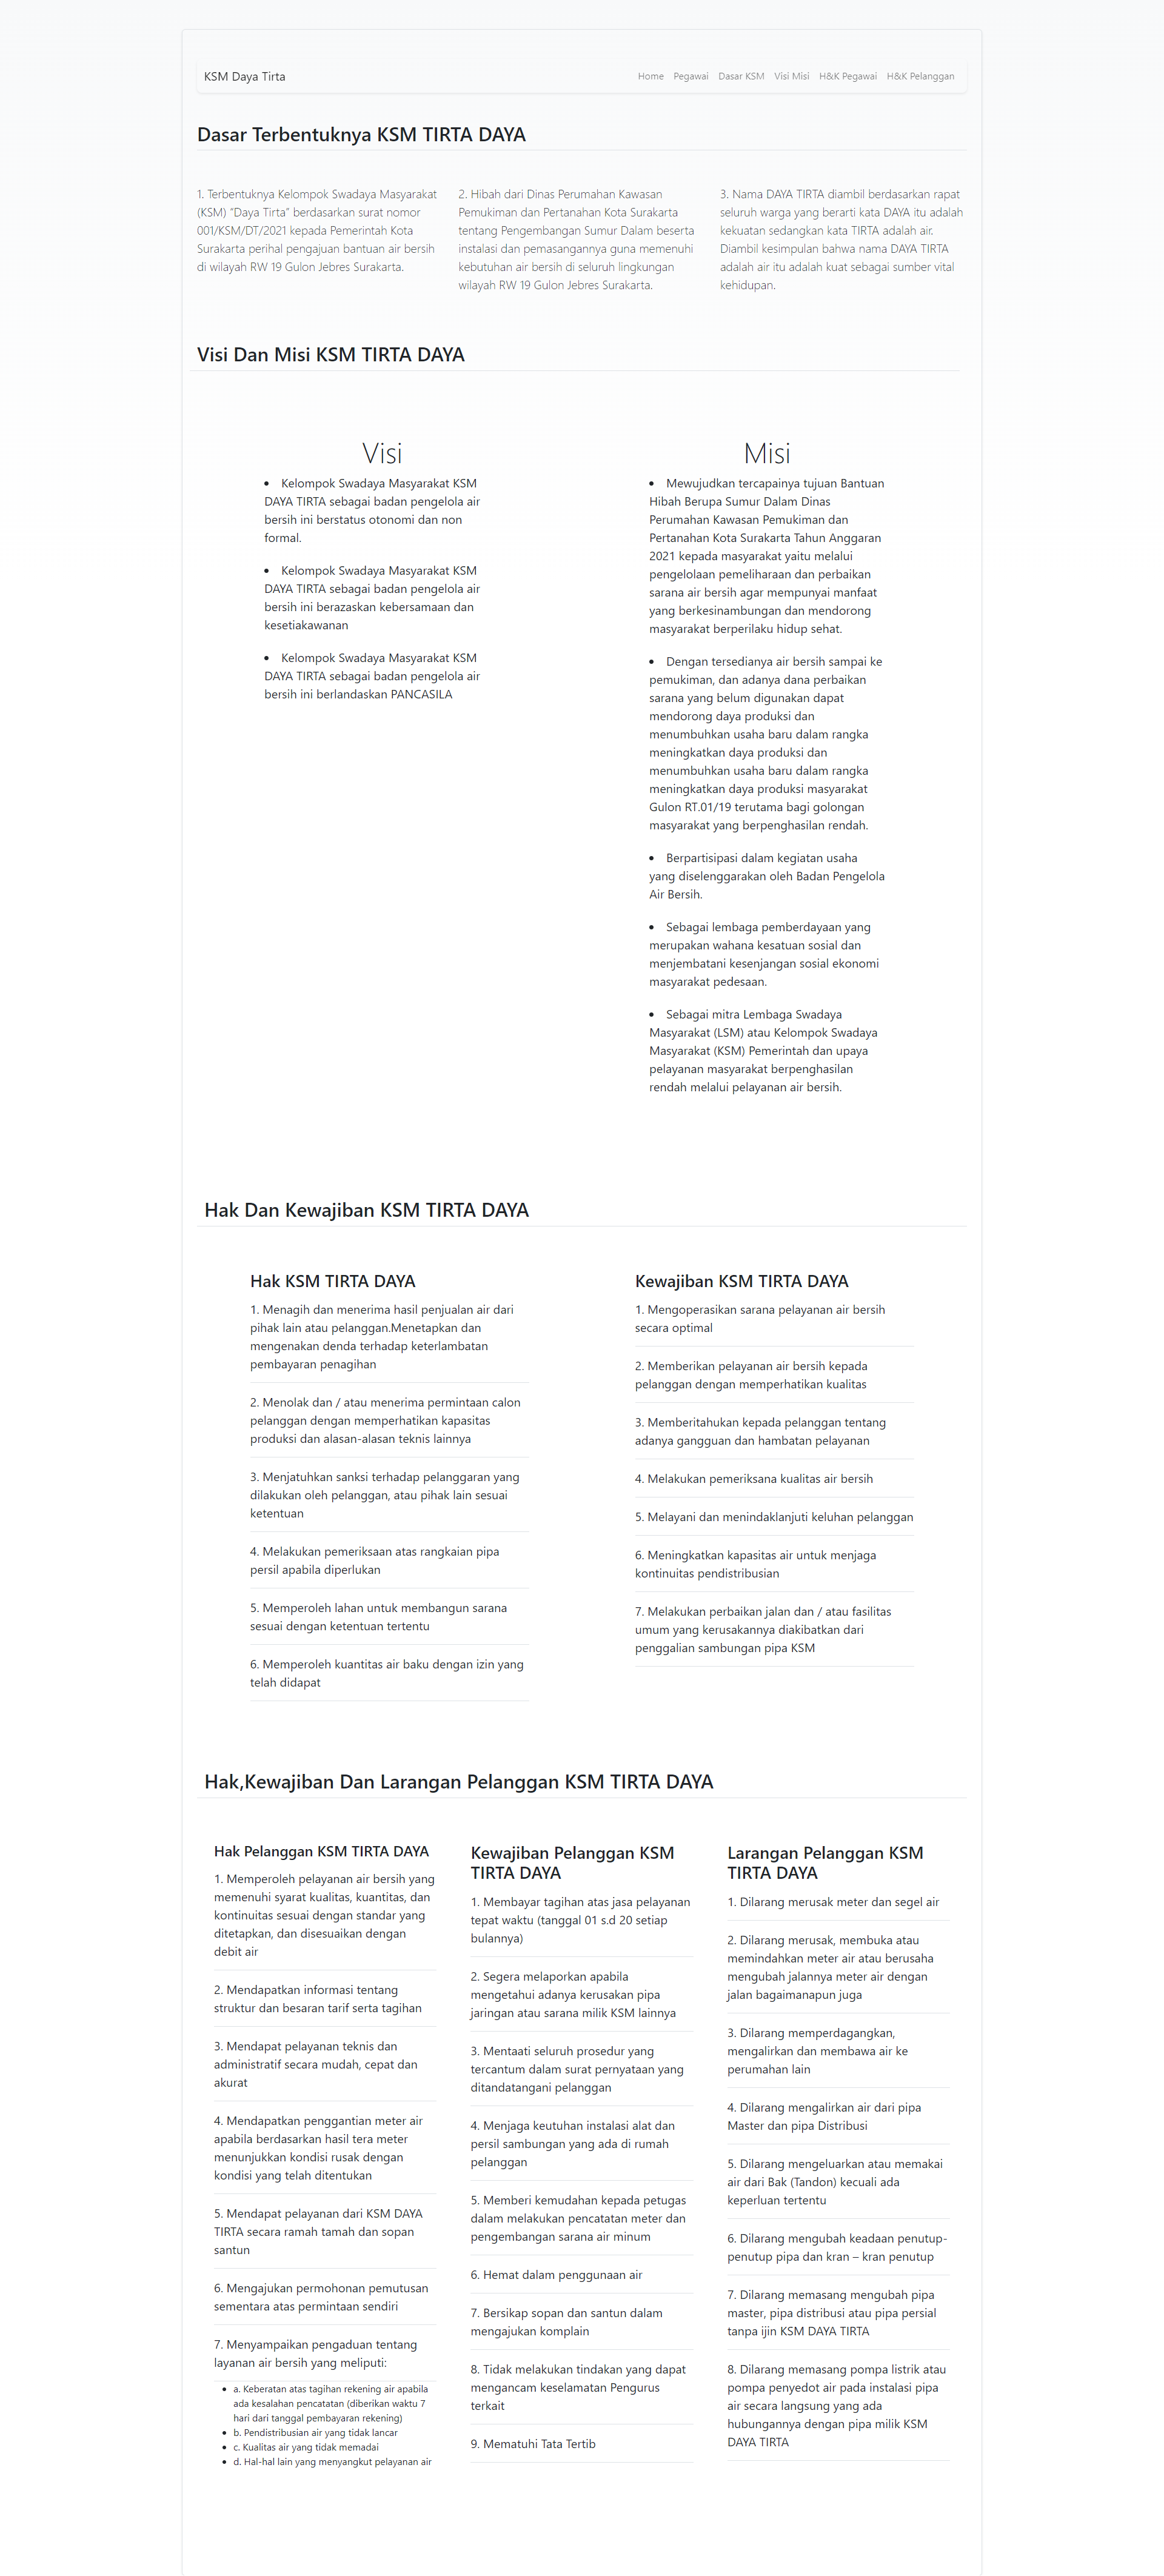 KSM Daya Tirta
Home Pegawai Dasar KSM Visi Misi H&K Pegawai H&K Pelanggan
Dasar Terbentuknya KSM TIRTA DAYA
1. Terbentuknya Kelompok Swadaya Masyarakat
(KSM) "Daya Tirta" berdasarkan surat nomor
001/KSM/DT/2021 kepada Pemerintah Kota
Surakarta perihal pengajuan bantuan air bersih
di wilayah RW 19 Gulon Jebres Surakarta.
2. Hibah dari Dinas Perumahan Kawasan
Pemukiman dan Pertanahan Kota Surakarta
tentang Pengembangan Sumur Dalam beserta
instalasi dan pemasangannya guna memenuhi
kebutuhan air bersih di seluruh lingkungan
wilayah RW 19 Gulon Jebres Surakarta.
3. Nama DAYA TIRTA diambil berdasarkan rapat
seluruh warga yang berarti kata DAYA itu adalah
kekuatan sedangkan kata TIRTA adalah air.
Diambil kesimpulan bahwa nama DAYA TIRTA
adalah air itu adalah kuat sebagai sumber vital
kehidupan.
Visi Dan Misi KSM TIRTA DAYA
Visi
• Kelompok Swadaya Masyarakat KSM
DAYA TIRTA sebagai badan pengelola air
bersih ini berstatus otonomi dan non
formal.
• Kelompok Swadaya Masyarakat KSM
DAYA TIRTA sebagai badan pengelola air
bersih ini berazaskan kebersamaan dan
kesetiakawanan
• Kelompok Swadaya Masyarakat KSM
DAYA TIRTA sebagai badan pengelola air
bersih ini berlandaskan PANCASILA
Misi
• Mewujudkan tercapainya tujuan Bantuan
Hibah Berupa Sumur Dalam Dinas
Perumahan Kawasan Pemukiman dan
Pertanahan Kota Surakarta Tahun Anggaran
2021 kepada masyarakat yaitu melalui
pengelolaan pemeliharaan dan perbaikan
sarana air bersih agar mempunyai manfaat
yang berkesinambungan dan mendorong
masyarakat berperilaku hidup sehat.
• Dengan tersedianya air bersih sampai ke
pemukiman, dan adanya dana perbaikan
sarana yang belum digunakan dapat
mendorong daya produksi dan
menumbuhkan usaha baru dalam rangka
meningkatkan daya produksi dan
menumbuhkan usaha baru dalam rangka
meningkatkan daya produksi masyarakat
Gulon RT.01/19 terutama bagi golongan
masyarakat yang berpenghasilan rendah.
• Berpartisipasi dalam kegiatan usaha
yang diselenggarakan oleh Badan Pengelola
Air Bersih.
• Sebagai lembaga pemberdayaan yang
merupakan wahana kesatuan sosial dan
menjembatani kesenjangan sosial ekonomi
masyarakat pedesaan.
• Sebagai mitra Lembaga Swadaya
Masyarakat (LSM) atau Kelompok Swadaya
Masyarakat (KSM) Pemerintah dan upaya
pelayanan masyarakat berpenghasilan
rendah melalui pelayanan air bersih.
Hak Dan Kewajiban KSM TIRTA DAYA
Hak KSM TIRTA DAYA
1. Menagih dan menerima hasil penjualan air dari
pihak lain atau pelanggan.Menetapkan dan
mengenakan denda terhadap keterlambatan
pembayaran penagihan
2. Menolak dan / atau menerima permintaan calon
pelanggan dengan memperhatikan kapasitas
produksi dan alasan-alasan teknis lainnya
3. Menjatuhkan sanksi terhadap pelanggaran yang
dilakukan oleh pelanggan, atau pihak lain sesuai
ketentuan
4. Melakukan pemeriksaan atas rangkaian pipa
persil apabila diperlukan
5. Memperoleh lahan untuk membangun sarana
sesuai dengan ketentuan tertentu
6. Memperoleh kuantitas air baku dengan izin yang
telah didapat
Kewajiban KSM TIRTA DAYA
1. Mengoperasikan sarana pelayanan air bersih
secara optimal
2. Memberikan pelayanan air bersih kepada
pelanggan dengan memperhatikan kualitas
3. Memberitahukan kepada pelanggan tentang
adanya gangguan dan hambatan pelayanan
4. Melakukan pemeriksana kualitas air bersih
5. Melayani dan menindaklanjuti keluhan pelanggan
6. Meningkatkan kapasitas air untuk menjaga
kontinuitas pendistribusian
7. Melakukan perbaikan jalan dan / atau fasilitas
umum yang kerusakannya diakibatkan dari
penggalian sambungan pipa KSM
Hak,Kewajiban Dan Larangan Pelanggan KSM TIRTA DAYA
Hak Pelanggan KSM TIRTA DAYA
1. Memperoleh pelayanan air bersih yang
memenuhi syarat kualitas, kuantitas, dan
kontinuitas sesuai dengan standar yang
ditetapkan, dan disesuaikan dengan
debit air
2. Mendapatkan informasi tentang
struktur dan besaran tarif serta tagihan
3. Mendapat pelayanan teknis dan
administratif secara mudah, cepat dan
akurat
4. Mendapatkan penggantian meter air
apabila berdasarkan hasil tera meter
menunjukkan kondisi rusak dengan
kondisi yang telah ditentukan
5. Mendapat pelayanan dari KSM DAYA
TIRTA secara ramah tamah dan sopan
santun
6. Mengajukan permohonan pemutusan
sementara atas permintaan sendiri
7. Menyampaikan pengaduan tentang
layanan air bersih yang meliputi:
• a. Keberatan atas tagihan rekening air apabila
ada kesalahan pencatatan (diberikan waktu 7
hari dari tanggal pembayaran rekening)
• b. Pendistribusian air yang tidak lancar
• c. Kualitas air yang tidak memadai
• d. Hal-hal lain yang menyangkut pelayanan air
Kewajiban Pelanggan KSM
TIRTA DAYA
1. Membayar tagihan atas jasa pelayanan
tepat waktu (tanggal 01 s.d 20 setiap
bulannya)
2. Segera melaporkan apabila
mengetahui adanya kerusakan pipa
jaringan atau sarana milik KSM lainnya
3. Mentaati seluruh prosedur yang
tercantum dalam surat pernyataan yang
ditandatangani pelanggan
4. Menjaga keutuhan instalasi alat dan
persil sambungan yang ada di rumah
pelanggan
5. Memberi kemudahan kepada petugas
dalam melakukan pencatatan meter dan
pengembangan sarana air minum
6. Hemat dalam penggunaan air
7. Bersikap sopan dan santun dalam
mengajukan komplain
8. Tidak melakukan tindakan yang dapat
mengancam keselamatan Pengurus
terkait
9. Mematuhi Tata Tertib
Larangan Pelanggan KSM
TIRTA DAYA
1. Dilarang merusak meter dan segel air
2. Dilarang merusak, membuka atau
memindahkan meter air atau berusaha
mengubah jalannya meter air dengan
jalan bagaimanapun juga
3. Dilarang memperdagangkan,
mengalirkan dan membawa air ke
perumahan lain
4. Dilarang mengalirkan air dari pipa
Master dan pipa Distribusi
5. Dilarang mengeluarkan atau memakai
air dari Bak (Tandon) kecuali ada
keperluan tertentu
6. Dilarang mengubah keadaan penutup-
penutup pipa dan kran – kran penutup
7. Dilarang memasang mengubah pipa
master, pipa distribusi atau pipa persial
tanpa ijin KSM DAYA TIRTA
8. Dilarang memasang pompa listrik atau
pompa penyedot air pada instalasi pipa
air secara langsung yang ada
hubungannya dengan pipa milik KSM
DAYA TIRTA